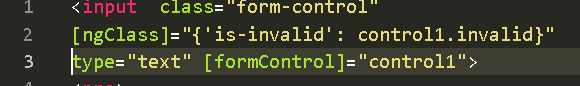 1 <input class="form-control"
2 [ngClass]="{'is-invalid': control1.invalid}"
3 type="text" [formControl]="control1">